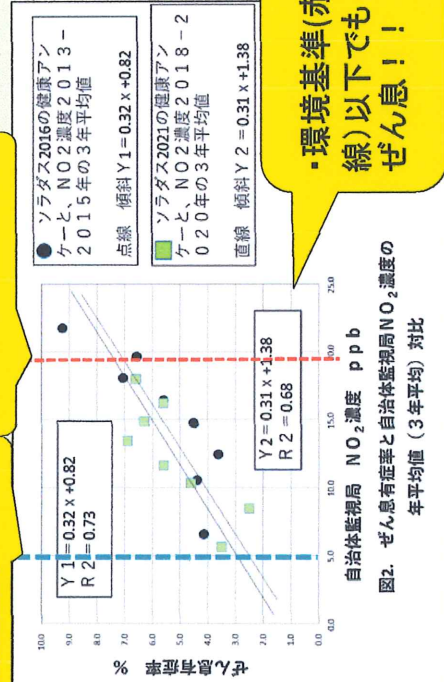 ぜん息有症率 %
10.0
9.0
8.0
7.0
6.0
5.0
4.0
3.0
2.0
1.0
0.0
0.0
5.0
10.0
15.0
20.0
25.0
Y 1＝0.32 x +0.82
R 2＝0.73
Y 2＝0.31 x +1.38
R 2＝0.68
自治体監視局 NO₂濃度 ppb
図2. ぜん息有症率と自治体監視局NO₂濃度の
年平均値（３年平均）対比
● ソラダス2016の健康アン
ケーと、NO２濃度２０１３－
２０１５年の３年平均値
点線 傾斜Ｙ１＝0.32 x +0.82
ソラダス2021の健康アン
ケーと、NO２濃度２０１８－２
０２０年の３年平均値
直線 傾斜Ｙ２＝0.31 x +1.38
・環境基準(赤
線)以下でも
ぜん息！！